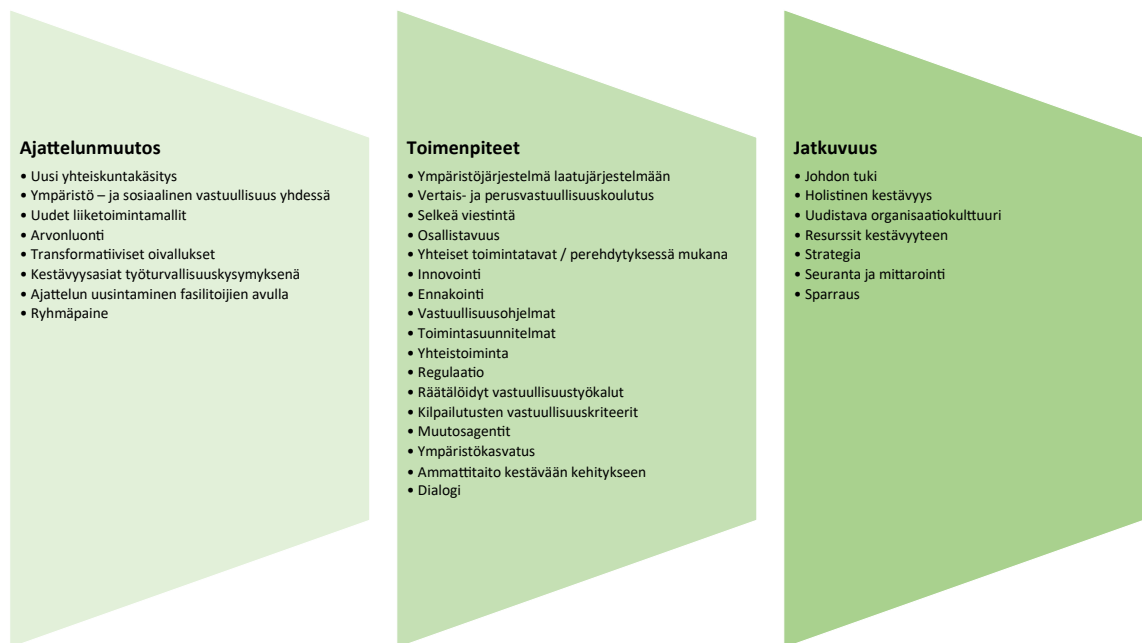 Ajattelunmuutos
• Uusi yhteiskuntakäsitys
• Ympäristö – ja sosiaalinen vastuullisuus yhdessä
• Uudet liiketoimintamallit
• Arvonluonti
• Transformatiiviset oivallukset
• Kestävyysasiat työturvallisuuskysymyksenä
• Ajattelun uusintaminen fasilitoijien avulla
• Ryhmäpaine
Toimenpiteet
• Ympäristöjärjestelmä laatujärjestelmään
• Vertais- ja perusvastuullisuuskoulutus
• Selkeä viestintä
• Osallistavuus
• Yhteiset toimintatavat / perehdytyksessä mukana
• Innovointi
• Ennakointi
• Vastuullisuusohjelmat
• Toimintasuunnitelmat
• Yhteistoiminta
• Regulaatio
• Räätälöidyt vastuullisuustyökalut
• Kilpailutusten vastuullisuuskriteerit
• Muutosagentit
• Ympäristökasvatus
• Ammattitaito kestävään kehitykseen
• Dialogi
Jatkuvuus
• Johdon tuki
• Holistinen kestävyys
• Uudistava organisaatiokulttuuri
• Resurssit kestävyyteen
• Strategia
• Seuranta ja mittarointi
• Sparraus